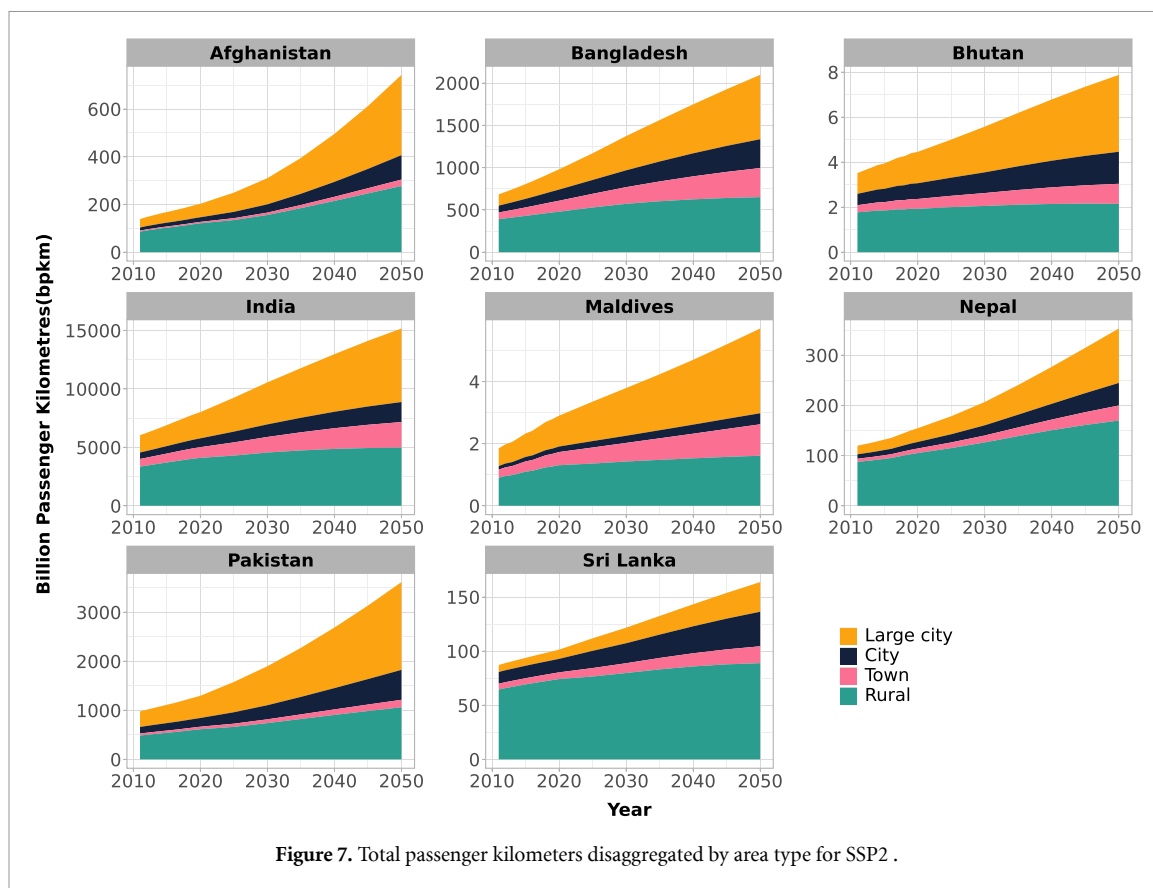 Afghanistan
Bangladesh
Bhutan
600
400
200
0
2010 2020 2030 2040 2050
2000
1500
1000
500
0
2010 2020 2030 2040 2050
8
6
4
2
0
2010 2020 2030 2040 2050
India
Maldives
Nepal
15000
10000
5000
0
2010 2020 2030 2040 2050
4
2
0
2010 2020 2030 2040 2050
300
200
100
0
2010 2020 2030 2040 2050
Pakistan
Sri Lanka
3000
2000
1000
0
2010 2020 2030 2040 2050
150
100
50
0
2010 2020 2030 2040 2050
Billion Passenger Kilometres(bpkm)
Year
Large city
City
Town
Rural
Figure 7. Total passenger kilometers disaggregated by area type for SSP2 .